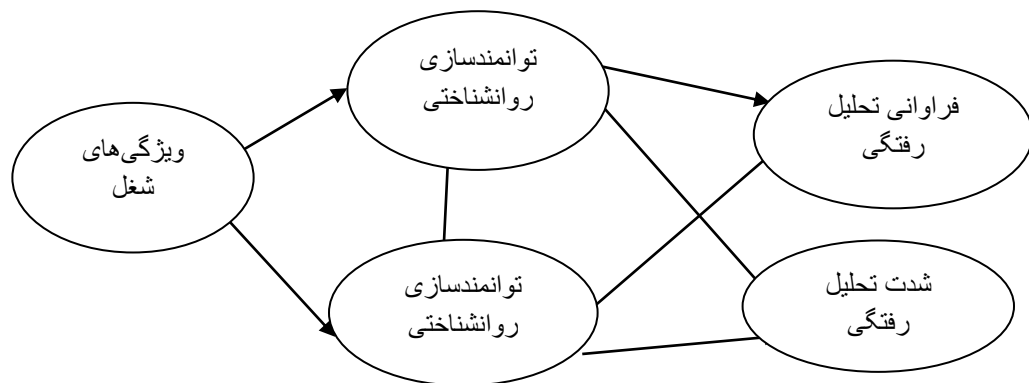 توانمندسازی
روانشناختی
فراوانی تحلیل
رفتگی
ویژگی‌های
شغل
توانمندسازی
روانشناختی
شدت تحلیل
رفتگی